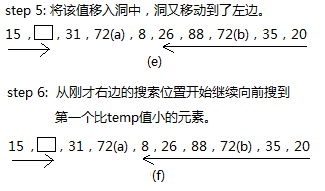 step 5: 将该值移入洞中，洞又移动到了左边。
15 ，□，31，72(a)，8，26，88，72(b)，35，20
(e)
step 6: 从刚才右边的搜素位置开始继续向前搜到
第一个比temp值小的元素。
15 ，□，31，72(a)，8，26，88，72(b)，35，20
(f)